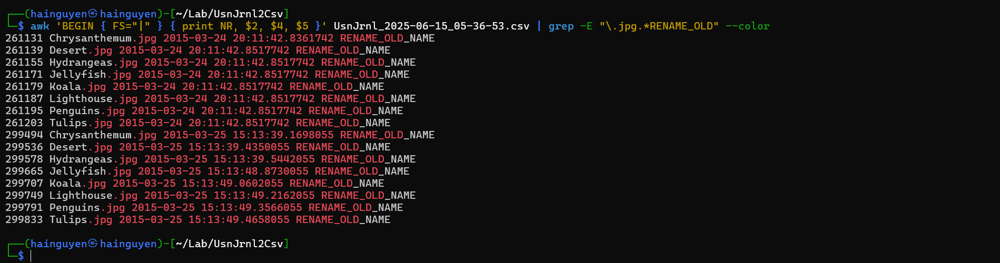 ┌──(hainguyen㉿hainguyen)-[~/Lab/UsnJrnl2Csv]
└─$ awk 'BEGIN { FS="|" } { print NR, $2, $4, $5 }' UsnJrnl_2025-06-15_05-36-53.csv | grep -E "\.jpg.*RENAME_OLD" --color
261131 Chrysanthemum.jpg 2015-03-24 20:11:42.8361742 RENAME_OLD_NAME
261139 Desert.jpg 2015-03-24 20:11:42.8517742 RENAME_OLD_NAME
261155 Hydrangeas.jpg 2015-03-24 20:11:42.8517742 RENAME_OLD_NAME
261171 Jellyfish.jpg 2015-03-24 20:11:42.8517742 RENAME_OLD_NAME
261179 Koala.jpg 2015-03-24 20:11:42.8517742 RENAME_OLD_NAME
261187 Lighthouse.jpg 2015-03-24 20:11:42.8517742 RENAME_OLD_NAME
261195 Penguins.jpg 2015-03-24 20:11:42.8517742 RENAME_OLD_NAME
261203 Tulips.jpg 2015-03-24 20:11:42.8517742 RENAME_OLD_NAME
299494 Chrysanthemum.jpg 2015-03-25 15:13:39.1698055 RENAME_OLD_NAME
299536 Desert.jpg 2015-03-25 15:13:39.4350055 RENAME_OLD_NAME
299578 Hydrangeas.jpg 2015-03-25 15:13:39.5442055 RENAME_OLD_NAME
299665 Jellyfish.jpg 2015-03-25 15:13:48.8730055 RENAME_OLD_NAME
299707 Koala.jpg 2015-03-25 15:13:49.0602055 RENAME_OLD_NAME
299749 Lighthouse.jpg 2015-03-25 15:13:49.2162055 RENAME_OLD_NAME
299791 Penguins.jpg 2015-03-25 15:13:49.3566055 RENAME_OLD_NAME
299833 Tulips.jpg 2015-03-25 15:13:49.4658055 RENAME_OLD_NAME
┌──(hainguyen㉿hainguyen)-[~/Lab/UsnJrnl2Csv]
└─$